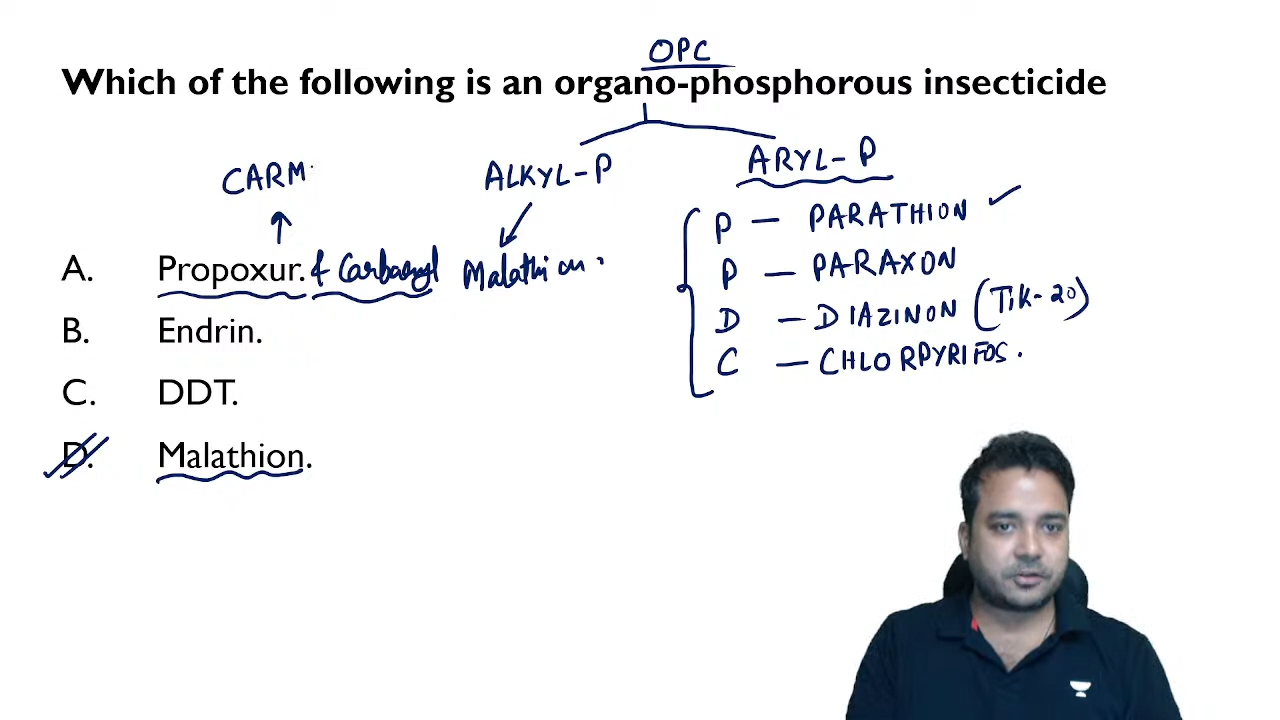 OPC
Which of the following is an organo-phosphorous insecticide
CARM
ALKYL-P
ARYL-P
P — PARATHION
A. Propoxur. & Carbaryl
Malathion.
P — PARAXON
D — DIAZINON (TiK-20)
B. Endrin.
C — CHLORPYRIFOS.
C. DDT.
D. Malathion.